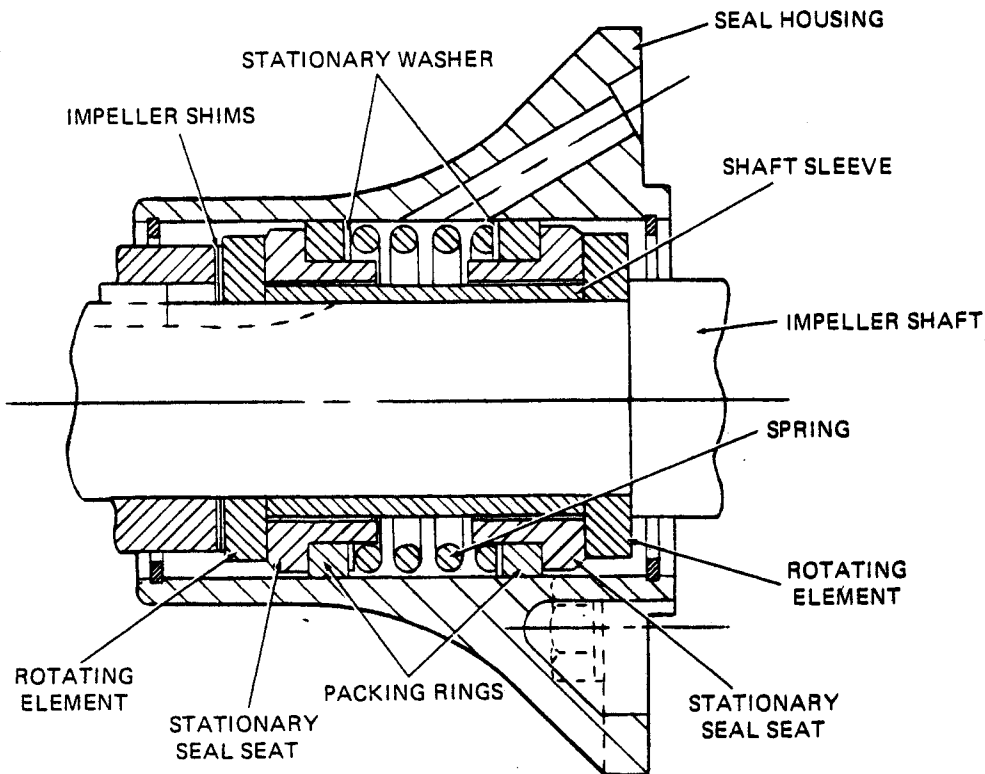 SEAL HOUSING
STATIONARY WASHER
IMPELLER SHIMS
SHAFT SLEEVE
IMPELLER SHAFT
SPRING
ROTATING
ELEMENT
ROTATING
ELEMENT
PACKING RINGS
STATIONARY
SEAL SEAT
STATIONARY
SEAL SEAT